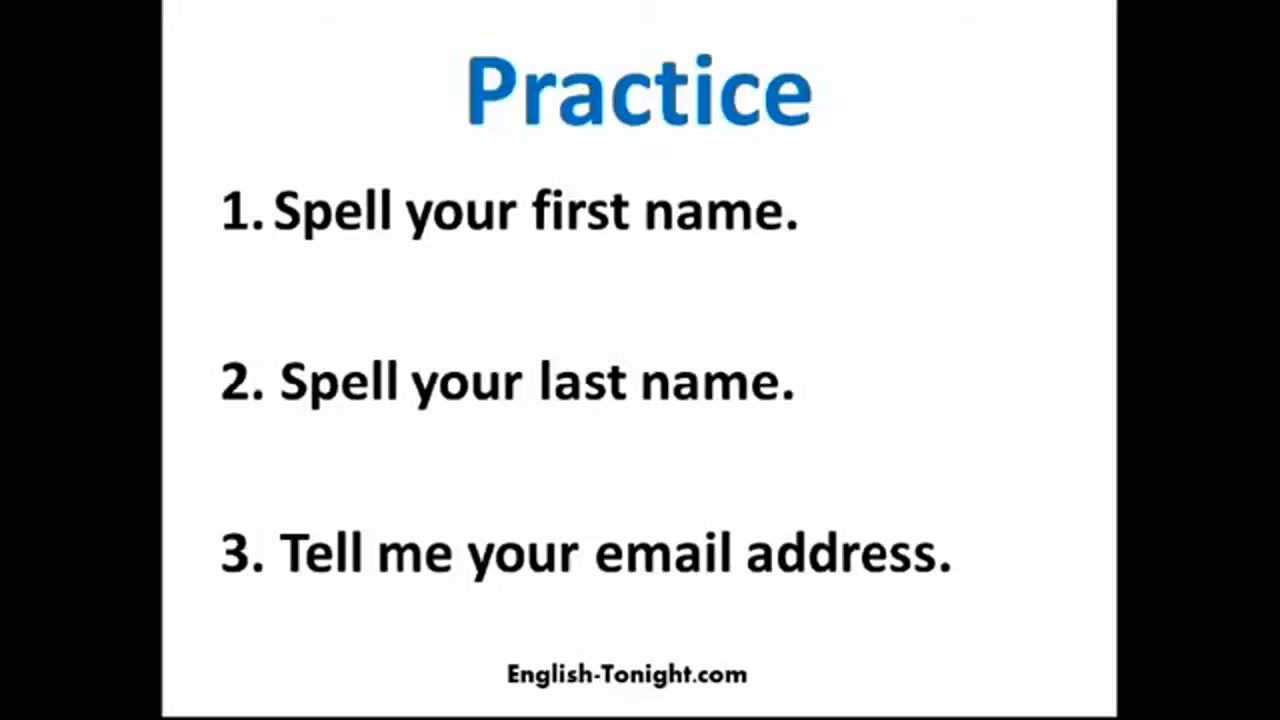 Practice
1. Spell your first name.
2. Spell your last name.
3. Tell me your email address.
English-Tonight.com